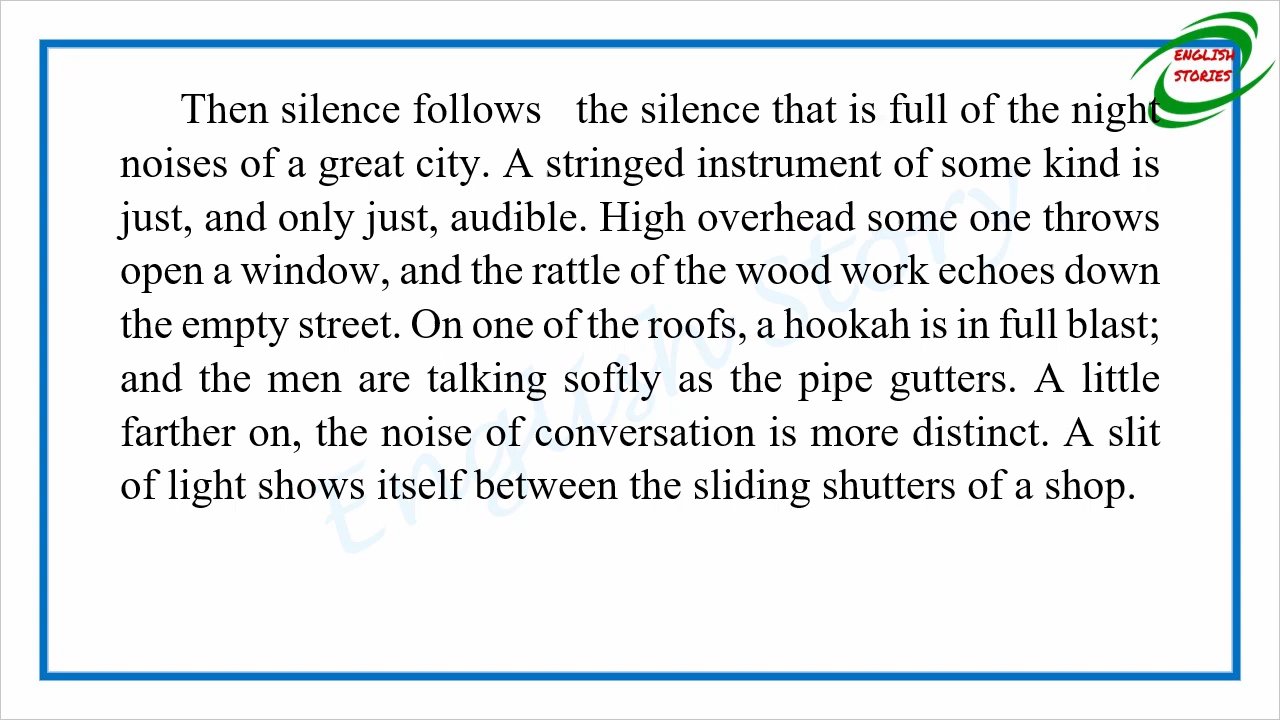 ENGLISH
STORIES
Then silence follows   the silence that is full of the night
noises of a great city. A stringed instrument of some kind is
just, and only just, audible. High overhead some one throws
open a window, and the rattle of the wood work echoes down
the empty street. On one of the roofs, a hookah is in full blast;
and the men are talking softly as the pipe gutters. A little
farther on, the noise of conversation is more distinct. A slit
of light shows itself between the sliding shutters of a shop.
English Story